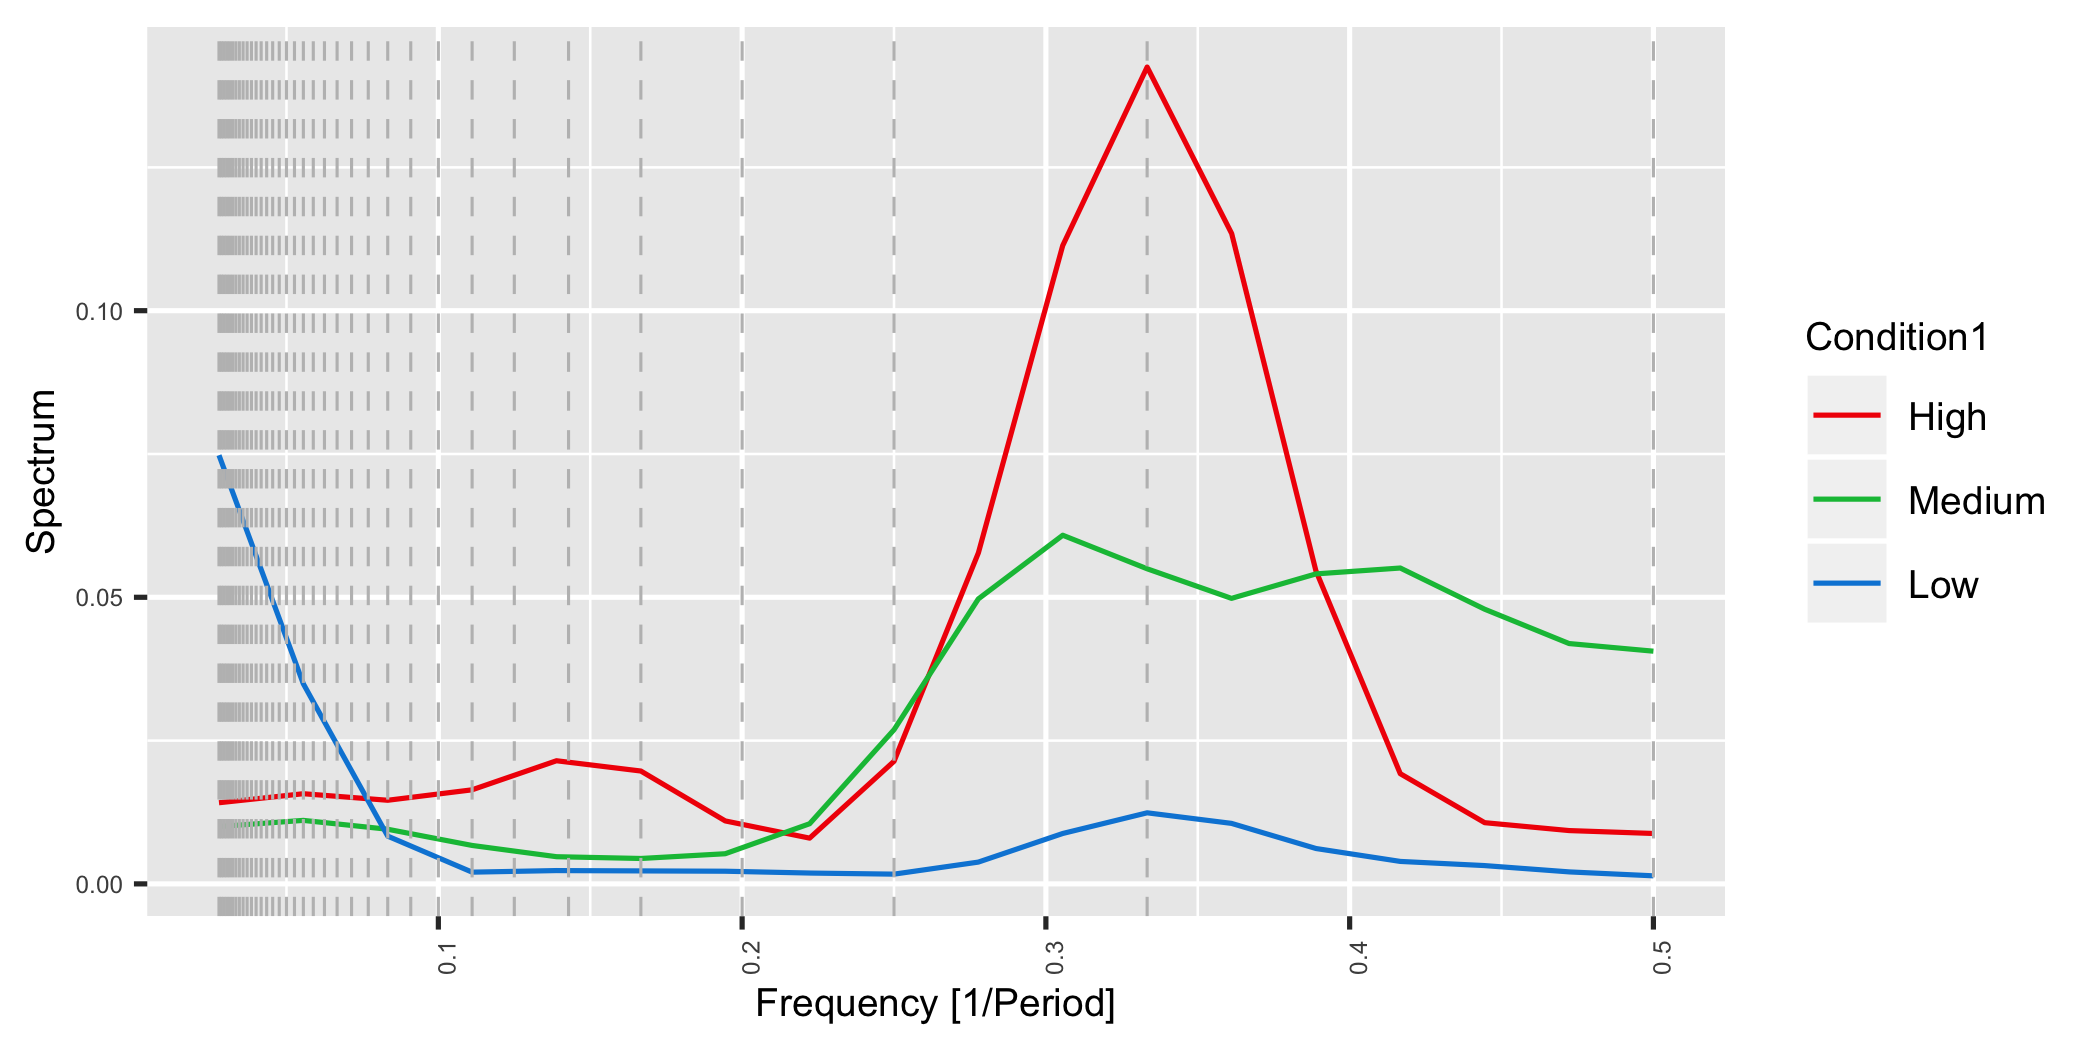 Spectrum
0.10
0.05
0.00
0.1
0.2
0.3
0.4
0.5
Frequency [1/Period]
Condition1
High
Medium
Low